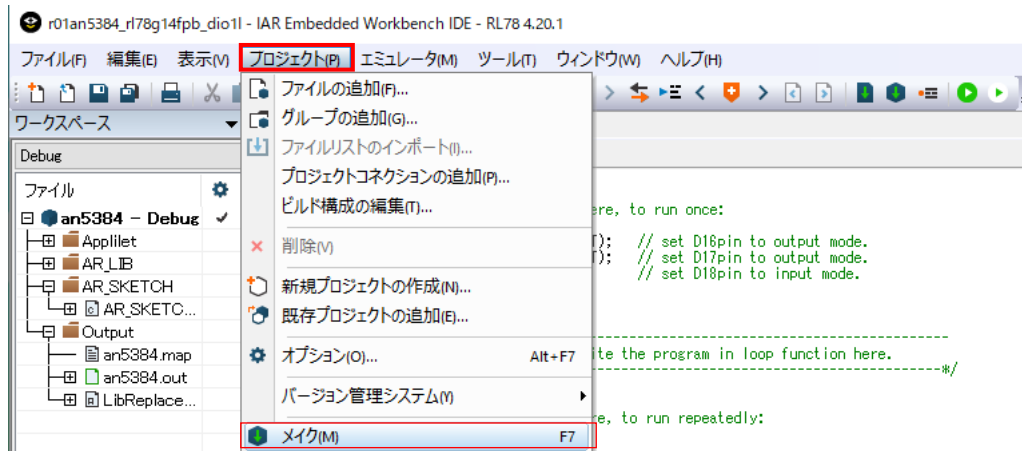 r01an5384_rl78g14fpb_dio1l - IAR Embedded Workbench IDE - RL78 4.20.1
ファイル(F) 編集(E) 表示(V) プロジェクト(P) エミュレータ(M) ツール(T) ウィンドウ(W) ヘルプ(H)
ワークスペース
Debug
ファイル
an5384 - Debug
Applilet
AR_LIB
AR_SKETCH
AR_SKETC...
Output
an5384.map
an5384.out
LibReplace...
ファイルの追加(F)...
グループの追加(G)...
ファイルリストのインポート(I)...
プロジェクトコネクションの追加(P)...
ビルド構成の編集(T)...
削除(V)
新規プロジェクトの作成(N)...
既存プロジェクトの追加(E)...
オプション(O)... Alt+F7
バージョン管理システム(Y)
メイク(M) F7
ere, to run once:
); // set D16pin to output mode.
); // set D17pin to output mode.
// set D18pin to input mode.
ite the program in loop function here.
--------------------------------------*/
re, to run repeatedly: